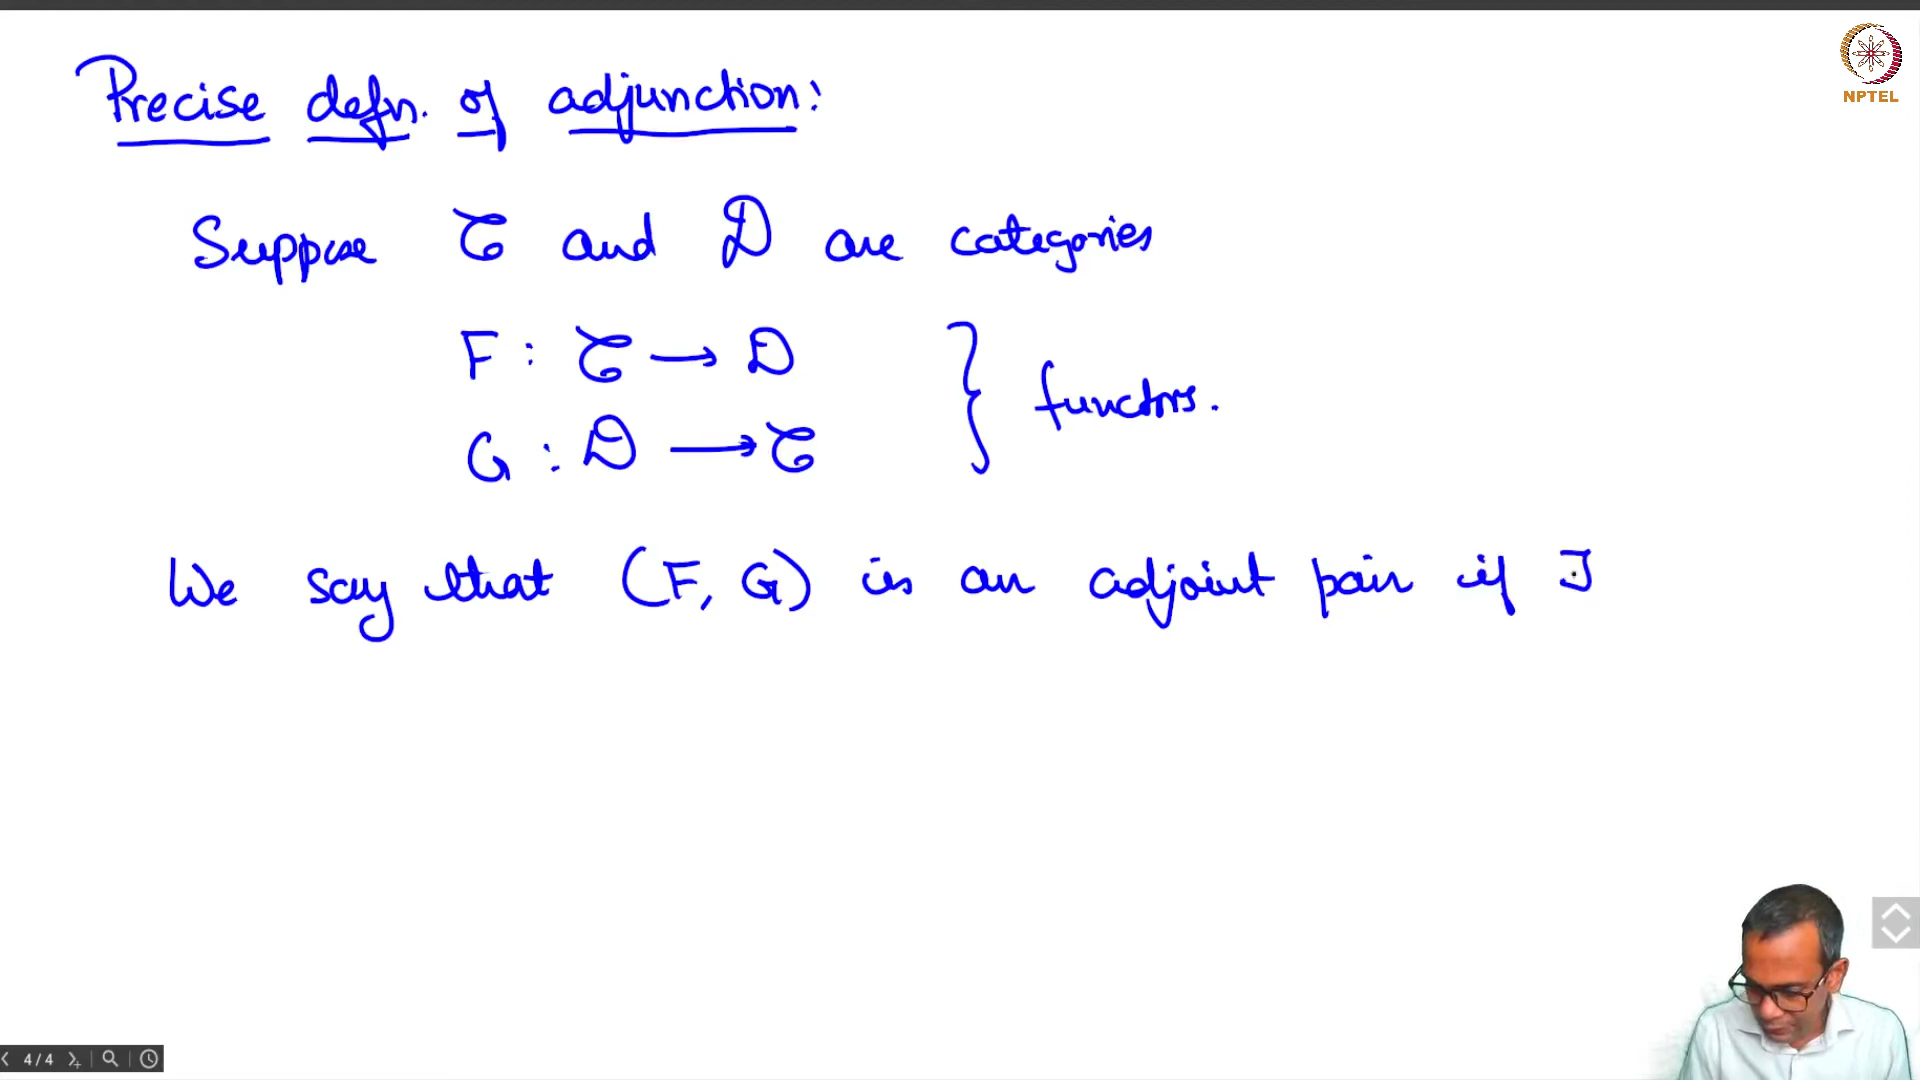 NPTEL
Precise defn. of adjunction:
Suppose 𝒞 and 𝒟 are categories
F : 𝒞 → 𝒟
G : 𝒟 → 𝒞
} functors.
We say that (F, G) is an adjoint pair if ∃
4 / 4